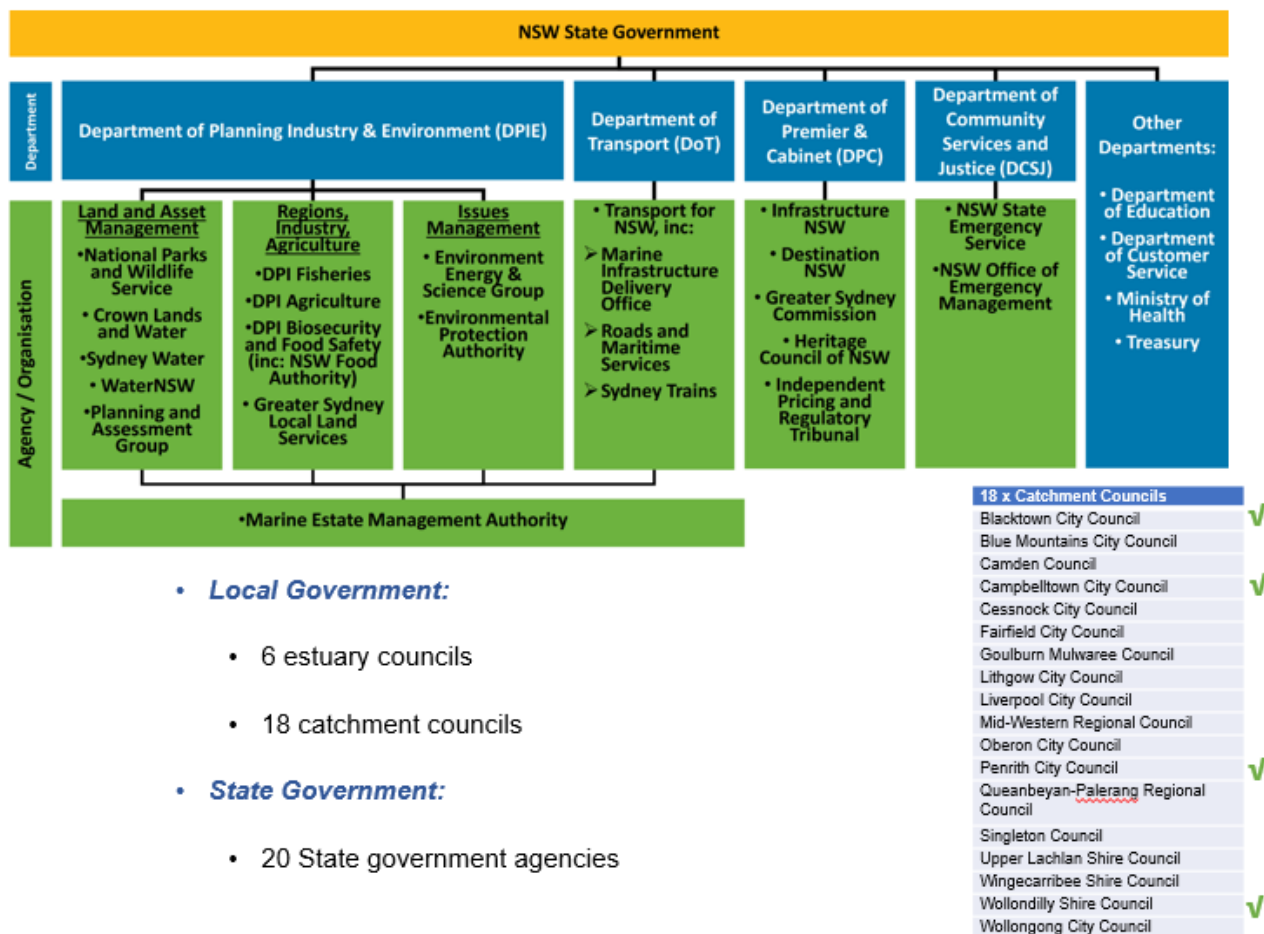 NSW State Government
Department
Department of Planning Industry & Environment (DPIE)
Department of
Transport (DoT)
Department of
Premier &
Cabinet (DPC)
Department of
Community
Services and
Justice (DCSJ)
Other
Departments:
• Department
of Education
• Department
of Customer
Service
• Ministry of
Health
• Treasury
Agency / Organisation
Land and Asset
Management
•National Parks
and Wildlife
Service
• Crown Lands
and Water
•Sydney Water
• WaterNSW
•Planning and
Assessment
Group
Regions,
Industry,
Agriculture
• DPI Fisheries
•DPI Agriculture
•DPI Biosecurity
and Food Safety
(inc: NSW Food
Authority)
• Greater Sydney
Local Land
Services
Issues
Management
• Environment
Energy &
Science Group
•Environmental
Protection
Authority
• Transport for
NSW, inc:
➢ Marine
Infrastructure
Delivery
Office
➢ Roads and
Maritime
Services
➢ Sydney Trains
• Infrastructure
NSW
• Destination
NSW
• Greater Sydney
Commission
• Heritage
Council of NSW
• Independent
Pricing and
Regulatory
Tribunal
• NSW State
Emergency
Service
•NSW Office of
Emergency
Management
•Marine Estate Management Authority
• Local Government:
• 6 estuary councils
• 18 catchment councils
• State Government:
• 20 State government agencies
18 x Catchment Councils
Blacktown City Council √
Blue Mountains City Council
Camden Council
Campbelltown City Council √
Cessnock City Council
Fairfield City Council
Goulburn Mulwaree Council
Lithgow City Council
Liverpool City Council
Mid-Western Regional Council
Oberon City Council
Penrith City Council √
Queanbeyan-Palerang Regional
Council
Singleton Council
Upper Lachlan Shire Council
Wingecarribee Shire Council
Wollondilly Shire Council √
Wollongong City Council